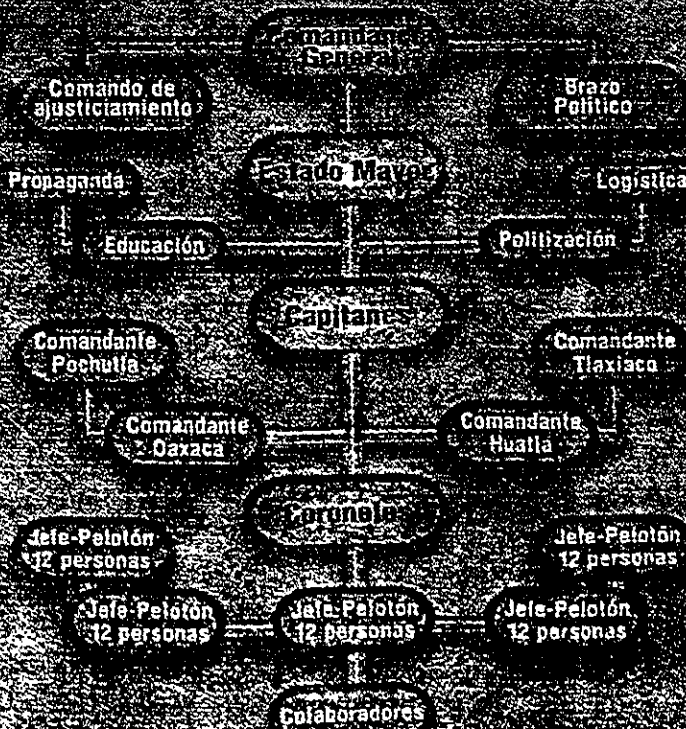 Comandancia
General
Comando de
ajusticiamiento
Brazo
Político
Estado Mayor
Propaganda
Logística
Educación
Politización
Capitanes
Comandante
Pochutla
Comandante
Tlaxiaco
Comandante
Oaxaca
Comandante
Huatla
Coroneles
Jefe-Pelotón
12 personas
Jefe-Pelotón
12 personas
Jefe-Pelotón
12 personas
Jefe-Pelotón
12 personas
Jefe-Pelotón
12 personas
Colaboradores